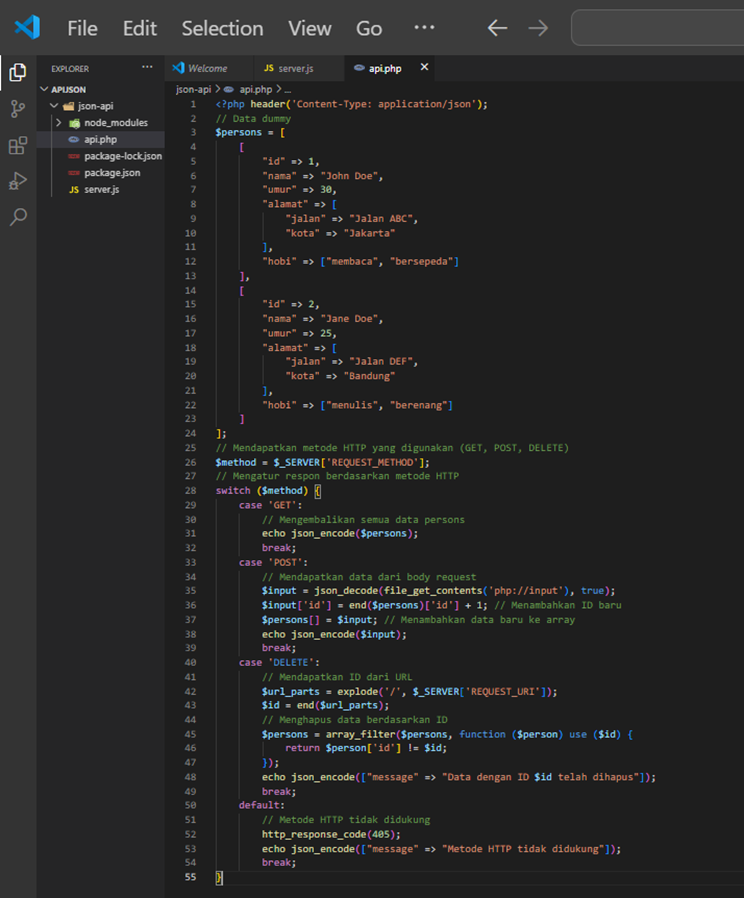 File Edit Selection View Go ...
EXPLORER ...
APIJSON
json-api
node_modules
api.php
package-lock.json
package.json
JS server.js
Welcome JS server.js api.php
json-api > api.php > ...
1 <?php header('Content-Type: application/json');
2 // Data dummy
3 $persons = [
4 [
5 "id" => 1,
6 "nama" => "John Doe",
7 "umur" => 30,
8 "alamat" => [
9 "jalan" => "Jalan ABC",
10 "kota" => "Jakarta"
11 ],
12 "hobi" => ["membaca", "bersepeda"]
13 ],
14 [
15 "id" => 2,
16 "nama" => "Jane Doe",
17 "umur" => 25,
18 "alamat" => [
19 "jalan" => "Jalan DEF",
20 "kota" => "Bandung"
21 ],
22 "hobi" => ["menulis", "berenang"]
23 ]
24 ];
25 // Mendapatkan metode HTTP yang digunakan (GET, POST, DELETE)
26 $method = $_SERVER['REQUEST_METHOD'];
27 // Mengatur respon berdasarkan metode HTTP
28 switch ($method) {
29 case 'GET':
30 // Mengembalikan semua data persons
31 echo json_encode($persons);
32 break;
33 case 'POST':
34 // Mendapatkan data dari body request
35 $input = json_decode(file_get_contents('php://input'), true);
36 $input['id'] = end($persons)['id'] + 1; // Menambahkan ID baru
37 $persons[] = $input; // Menambahkan data baru ke array
38 echo json_encode($input);
39 break;
40 case 'DELETE':
41 // Mendapatkan ID dari URL
42 $url_parts = explode('/', $_SERVER['REQUEST_URI']);
43 $id = end($url_parts);
44 // Menghapus data berdasarkan ID
45 $persons = array_filter($persons, function ($person) use ($id) {
46 return $person['id'] != $id;
47 });
48 echo json_encode(["message" => "Data dengan ID $id telah dihapus"]);
49 break;
50 default:
51 // Metode HTTP tidak didukung
52 http_response_code(405);
53 echo json_encode(["message" => "Metode HTTP tidak didukung"]);
54 break;
55 }